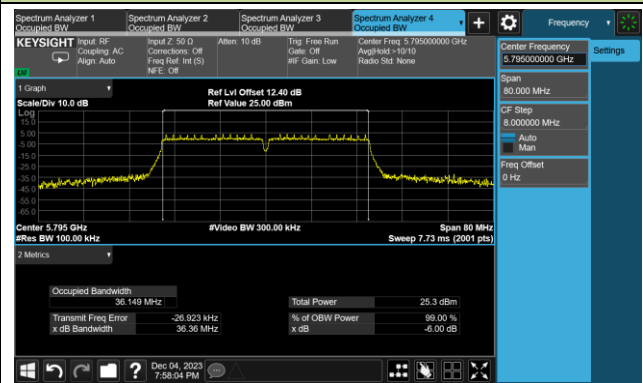 Spectrum Analyzer 1
Occupied BW
Spectrum Analyzer 2
Occupied BW
Spectrum Analyzer 3
Occupied BW
Spectrum Analyzer 4
Occupied BW
+
Frequency
KEYSIGHT
Input: RF
Coupling: AC
Align: Auto
Input Z: 50 Ω
Corrections: Off
Freq Ref: Int (S)
NFE: Off
Atten: 10 dB
Trig: Free Run
Gate: Off
#IF Gain: Low
Center Freq: 5.795000000 GHz
Avg|Hold:>10/10
Radio Std: None
Center Frequency
5.795000000 GHz
Settings
Span
80.000 MHz
CF Step
8.000000 MHz
Auto
Man
Freq Offset
0 Hz
1 Graph
Scale/Div 10.0 dB
Ref Lvl Offset 12.40 dB
Ref Value 25.00 dBm
Log
15.0
5.00
-5.00
-15.0
-25.0
-35.0
-45.0
-55.0
-65.0
Center 5.795 GHz
#Video BW 300.00 kHz
Span 80 MHz
#Res BW 100.00 kHz
Sweep 7.73 ms (2001 pts)
2 Metrics
Occupied Bandwidth
36.149 MHz
Total Power 25.3 dBm
Transmit Freq Error -26.923 kHz
% of OBW Power 99.00 %
x dB Bandwidth 36.36 MHz
x dB -6.00 dB
?
Dec 04, 2023
7:58:04 PM